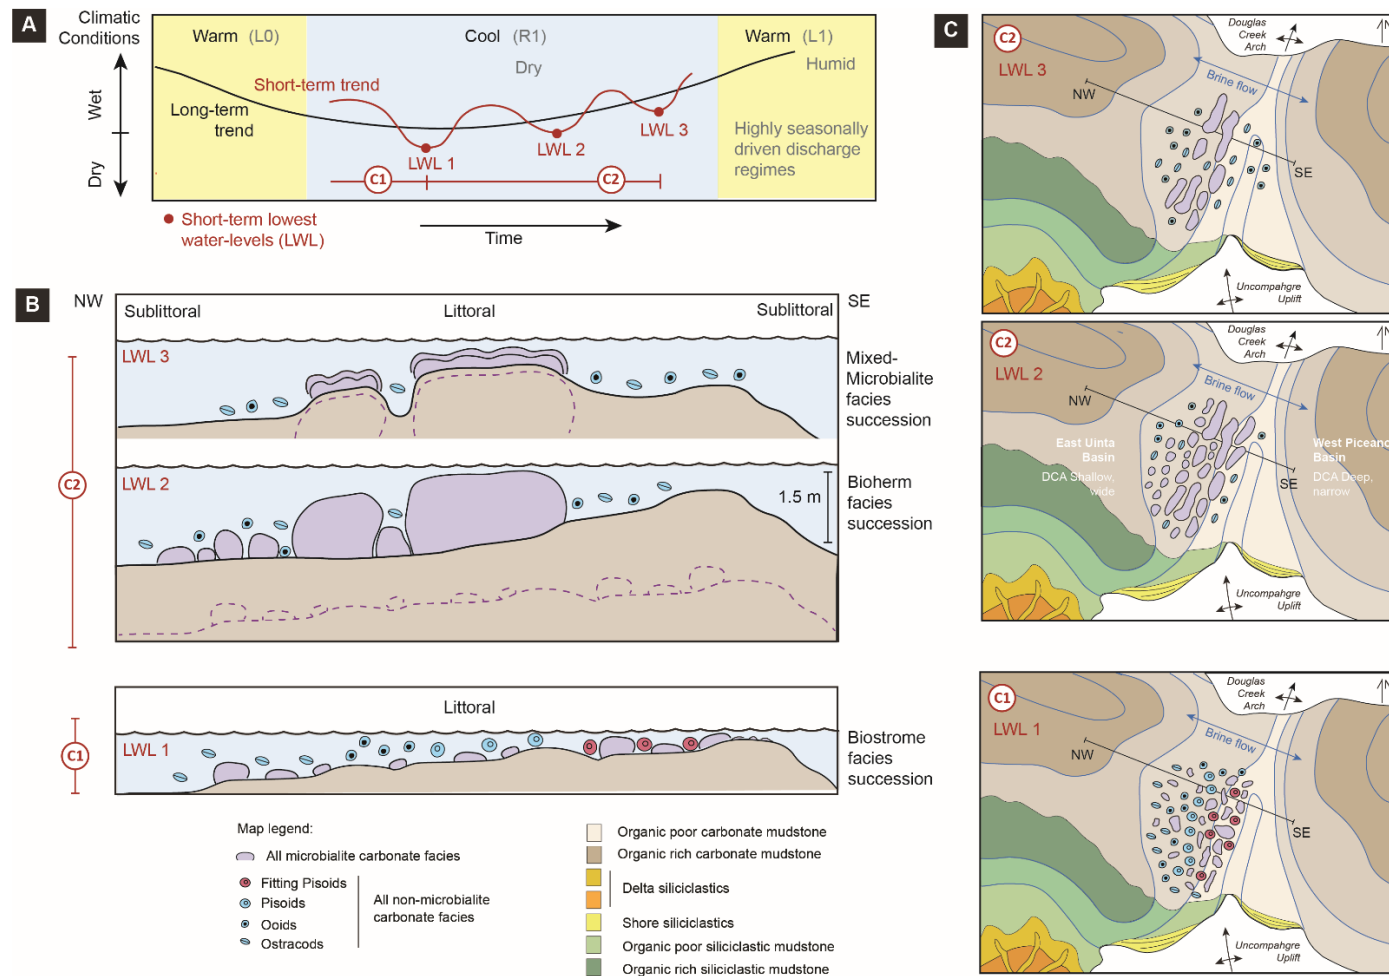 A
Climatic
Conditions
Wet
Dry
Warm (L0)
Cool (R1)
Warm (L1)
Dry
Humid
Short-term trend
Long-term
trend
LWL 1
LWL 2
LWL 3
Highly seasonally
driven discharge
regimes
C1
C2
Short-term lowest
water-levels (LWL)
Time
B
NW
SE
Sublittoral
Littoral
Sublittoral
LWL 3
Mixed-
Microbialite
facies
succession
C2
LWL 2
1.5 m
Bioherm
facies
succession
Littoral
C1
LWL 1
Biostrome
facies
succession
Map legend:
All microbialite carbonate facies
Fitting Pisoids
Pisoids
Ooids
Ostracods
All non-microbialite
carbonate facies
Organic poor carbonate mudstone
Organic rich carbonate mudstone
Delta siliciclastics
Shore siliciclastics
Organic poor siliciclastic mudstone
Organic rich siliciclastic mudstone
C
C2
LWL 3
Douglas
Creek
Arch
N
Brine flow
NW
SE
Uncompahgre
Uplift
C2
LWL 2
Douglas
Creek
Arch
N
Brine flow
NW
East Uinta
Basin
DCA Shallow,
wide
West Piceance
Basin
DCA Deep,
narrow
SE
Uncompahgre
Uplift
C1
LWL 1
Douglas
Creek
Arch
N
Brine flow
NW
SE
Uncompahgre
Uplift